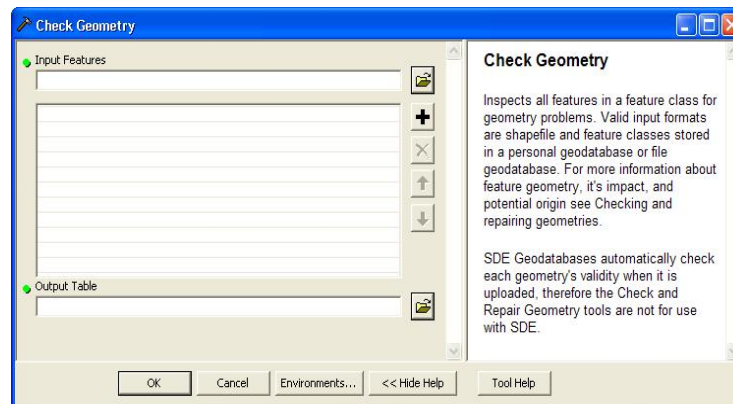 Check Geometry
Input Features
Output Table
OK
Cancel
Environments...
<< Hide Help
Check Geometry
Inspects all features in a feature class for
geometry problems. Valid input formats
are shapefile and feature classes stored
in a personal geodatabase or file
geodatabase. For more information about
feature geometry, it's impact, and
potential origin see Checking and
repairing geometries.
SDE Geodatabases automatically check
each geometry's validity when it is
uploaded, therefore the Check and
Repair Geometry tools are not for use
with SDE.
Tool Help